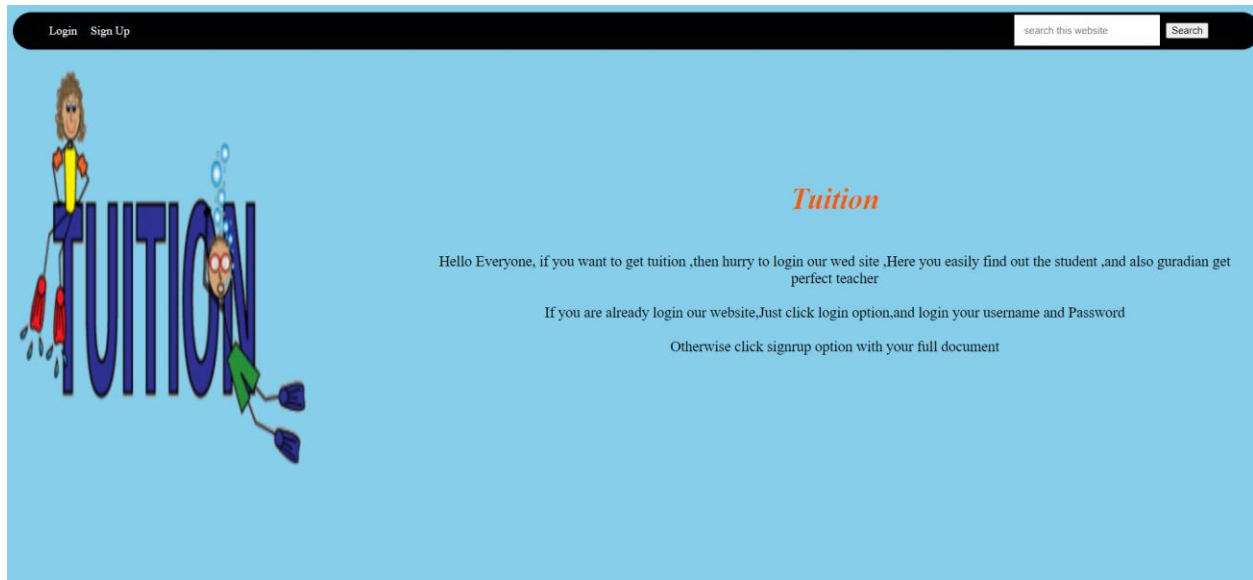 Login Sign Up search this website Search
TUITION
Tuition
Hello Everyone, if you want to get tuition ,then hurry to login our wed site ,Here you easily find out the student ,and also guradian get
perfect teacher
If you are already login our website,Just click login option,and login your username and Password
Otherwise click signrup option with your full document